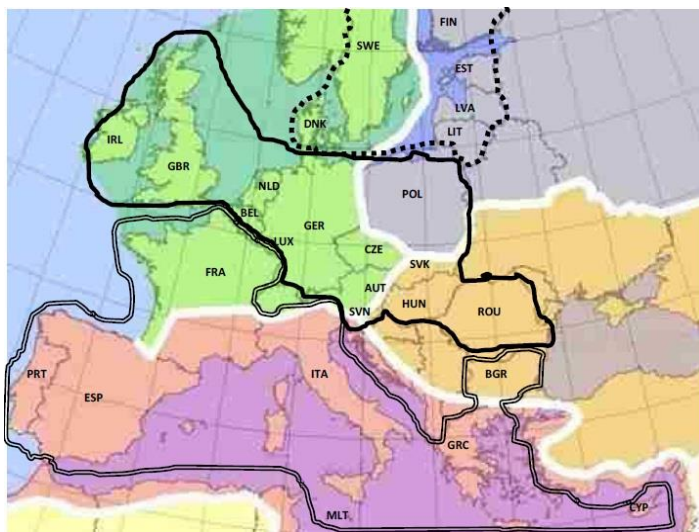 FIN
SWE
EST
LVA
DNK
LIT
IRL
GBR
NLD
POL
BEL
GER
LUX
CZE
SVK
FRA
AUT
HUN
SVN
ROU
PRT
ESP
ITA
BGR
GRC
MLT
CYP